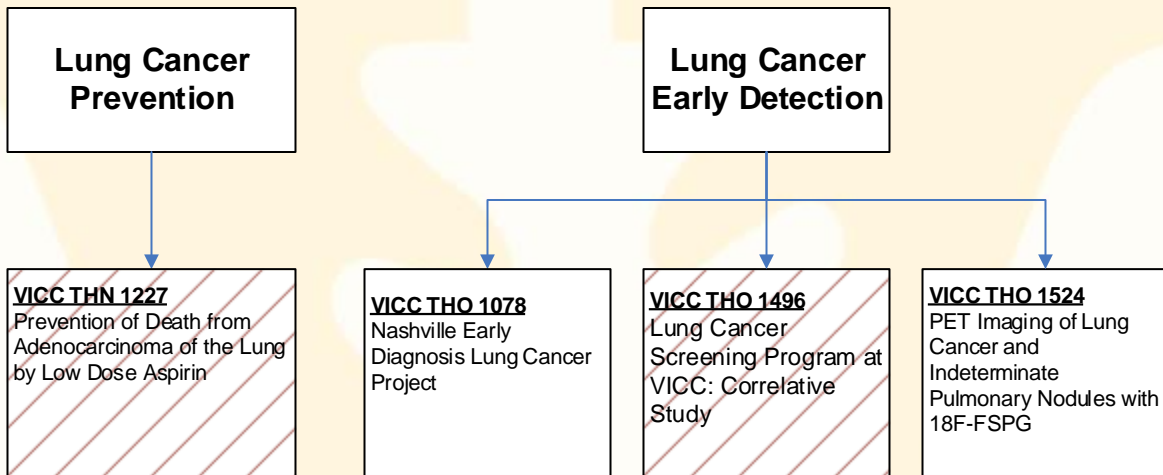 Lung Cancer
Prevention
Lung Cancer
Early Detection
VICC THN 1227
Prevention of Death from
Adenocarcinoma of the Lung
by Low Dose Aspirin
VICC THO 1078
Nashville Early
Diagnosis Lung Cancer
Project
VICC THO 1496
Lung Cancer
Screening Program at
VICC: Correlative
Study
VICC THO 1524
PET Imaging of Lung
Cancer and
Indeterminate
Pulmonary Nodules with
18F-FSPG